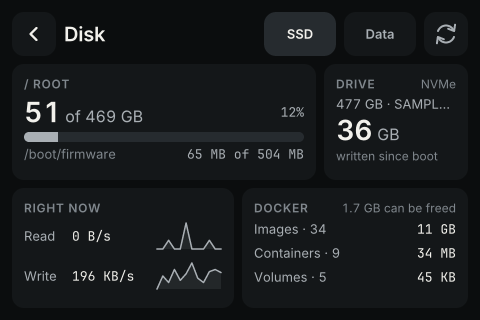 Disk
SSD
Data
/ ROOT
51 of 469 GB
12%
/boot/firmware
65 MB of 504 MB
DRIVE
NVMe
477 GB · SAMPL…
36 GB
written since boot
RIGHT NOW
Read 0 B/s
Write 196 KB/s
DOCKER
1.7 GB can be freed
Images · 34 11 GB
Containers · 9 34 MB
Volumes · 5 45 KB